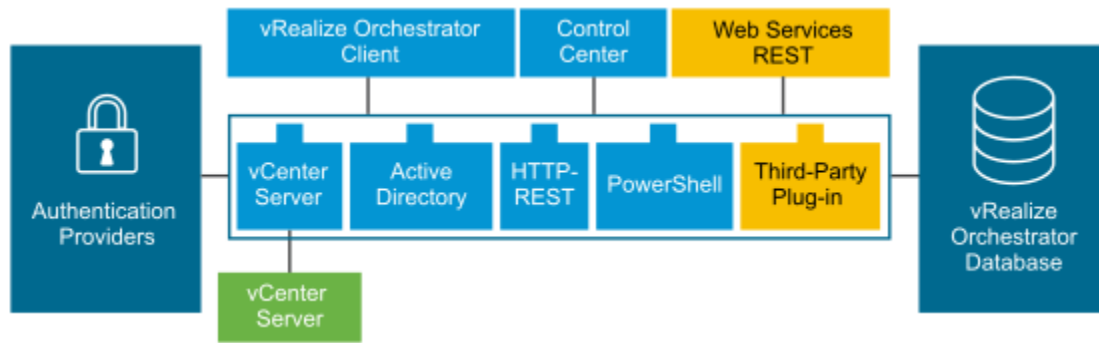 vRealize Orchestrator
Client
Control
Center
Web Services
REST
Authentication
Providers
vCenter
Server
Active
Directory
HTTP-
REST
PowerShell
Third-Party
Plug-in
vRealize
Orchestrator
Database
vCenter
Server